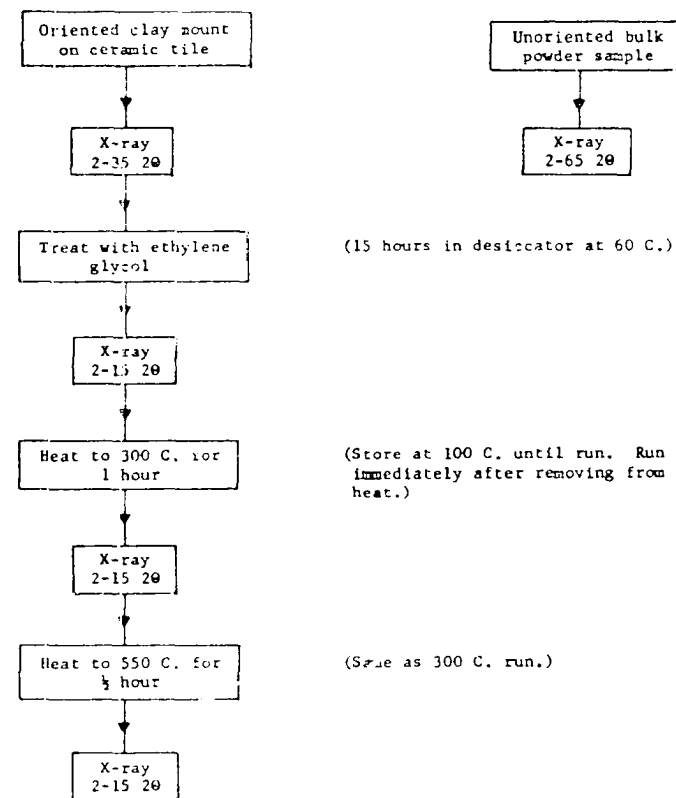 Oriented clay mount
on ceramic tile
X-ray
2-35 2θ
Treat with ethylene
glycol
X-ray
2-15 2θ
Heat to 300 C. for
1 hour
X-ray
2-15 2θ
Heat to 550 C. for
½ hour
X-ray
2-15 2θ
Unoriented bulk
powder sample
X-ray
2-65 2θ
(15 hours in desiccator at 60 C.)
(Store at 100 C. until run. Run
immediately after removing from
heat.)
(Same as 300 C. run.)